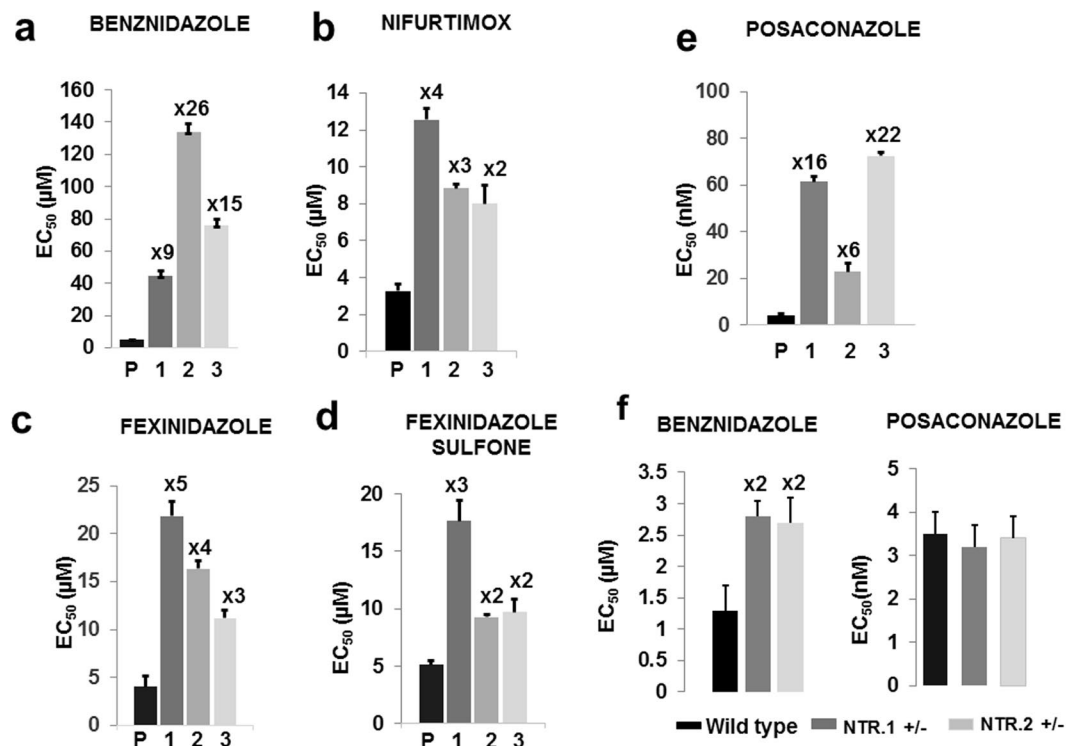 a BENZNIDAZOLE
EC50 (µM)
160
140
120
100
80
60
40
20
0
x9
x26
x15
P 1 2 3
b NIFURTIMOX
EC50 (µM)
14
12
10
8
6
4
2
0
x4
x3
x2
P 1 2 3
e POSACONAZOLE
EC50 (nM)
100
80
60
40
20
0
x16
x6
x22
P 1 2 3
c FEXINIDAZOLE
EC50 (µM)
25
20
15
10
5
0
x5
x4
x3
P 1 2 3
d FEXINIDAZOLE
SULFONE
EC50 (µM)
20
15
10
5
0
x3
x2
x2
P 1 2 3
f BENZNIDAZOLE
EC50 (µM)
3.5
3
2.5
2
1.5
1
0.5
0
x2
x2
POSACONAZOLE
EC50(nM)
5
4
3
2
1
0
Wild type NTR.1 +/- NTR.2 +/-